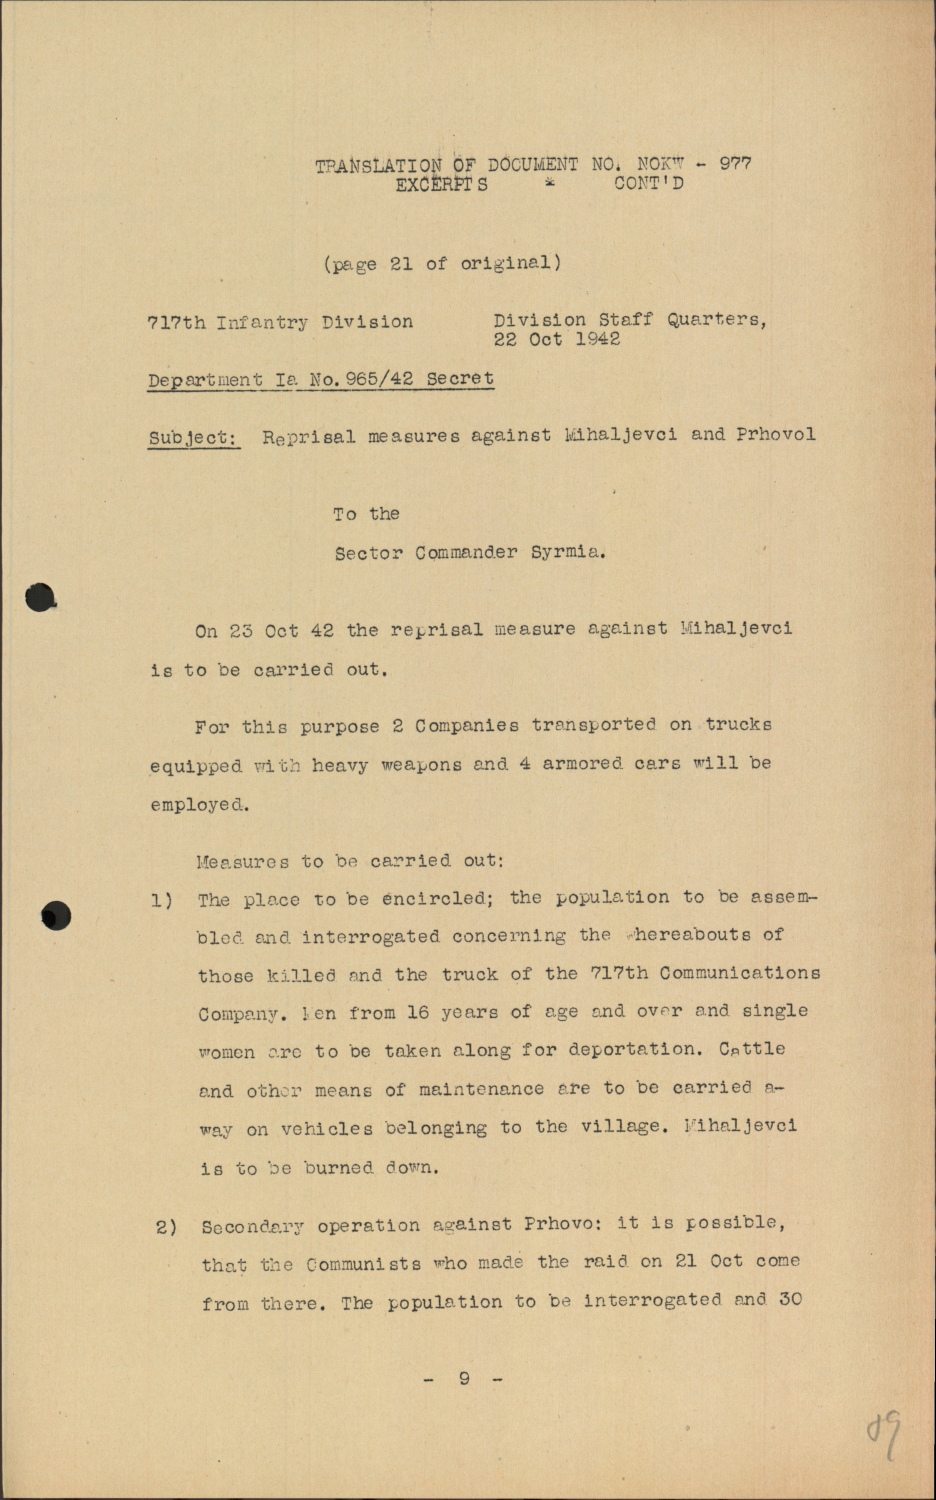 TRANSLATION OF DOCUMENT NO. NOKW - 977
EXCERPTS * CONT'D
(page 21 of original)
717th Infantry Division Division Staff Quarters,
22 Oct 1942
Department Ia No. 965/42 Secret
Subject: Reprisal measures against Mihaljevci and Prhovol
To the
Sector Commander Syrmia.
On 23 Oct 42 the reprisal measure against Mihaljevci
is to be carried out.
For this purpose 2 Companies transported on trucks
equipped with heavy weapons and 4 armored cars will be
employed.
Measures to be carried out:
1) The place to be encircled; the population to be assem-
bled and interrogated concerning the whereabouts of
those killed and the truck of the 717th Communications
Company. Men from 16 years of age and over and single
women are to be taken along for deportation. Cattle
and other means of maintenance are to be carried a-
way on vehicles belonging to the village. Mihaljevci
is to be burned down.
2) Secondary operation against Prhovo: it is possible,
that the Communists who made the raid on 21 Oct come
from there. The population to be interrogated and 30
- 9 -
89